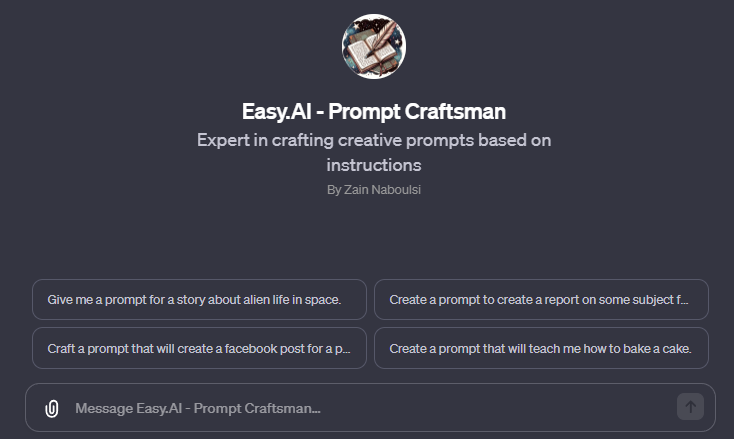 Easy.AI - Prompt Craftsman
Expert in crafting creative prompts based on
instructions
By Zain Naboulsi
Give me a prompt for a story about alien life in space.
Create a prompt to create a report on some subject f...
Craft a prompt that will create a facebook post for a p...
Create a prompt that will teach me how to bake a cake.
Message Easy.AI - Prompt Craftsman...